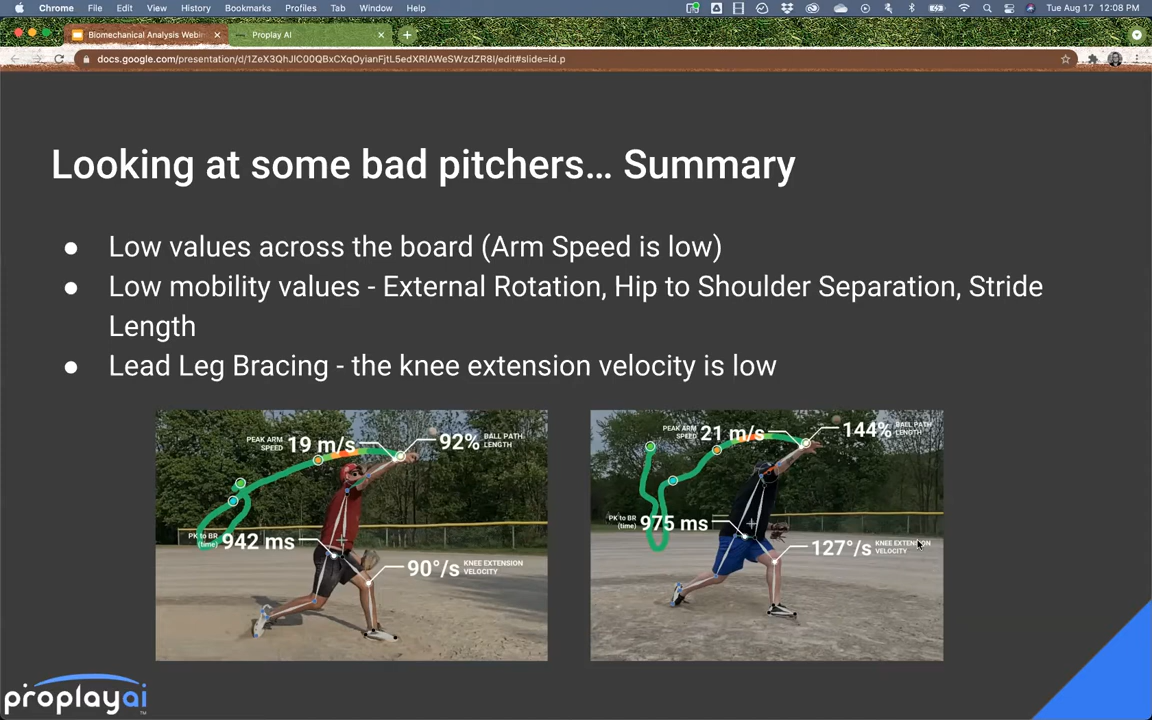 Chrome File Edit View History Bookmarks Profiles Tab Window Help Tue Aug 17 12:08 PM
Biomechanical Analysis Webi Proplay AI
docs.google.com/presentation/d/1ZeX3QhJlC00QBxCXqOyianFjtL5edXRlAWeSWzdZR8I/edit#slide=id.p
Looking at some bad pitchers... Summary
● Low values across the board (Arm Speed is low)
● Low mobility values - External Rotation, Hip to Shoulder Separation, Stride
Length
● Lead Leg Bracing - the knee extension velocity is low
PEAK ARM SPEED 19 m/s
92% BALL PATH LENGTH
PK to BR (time) 942 ms
90°/s KNEE EXTENSION VELOCITY
PEAK ARM SPEED 21 m/s
144% BALL PATH LENGTH
PK to BR (time) 975 ms
127°/s KNEE EXTENSION VELOCITY
proplayai